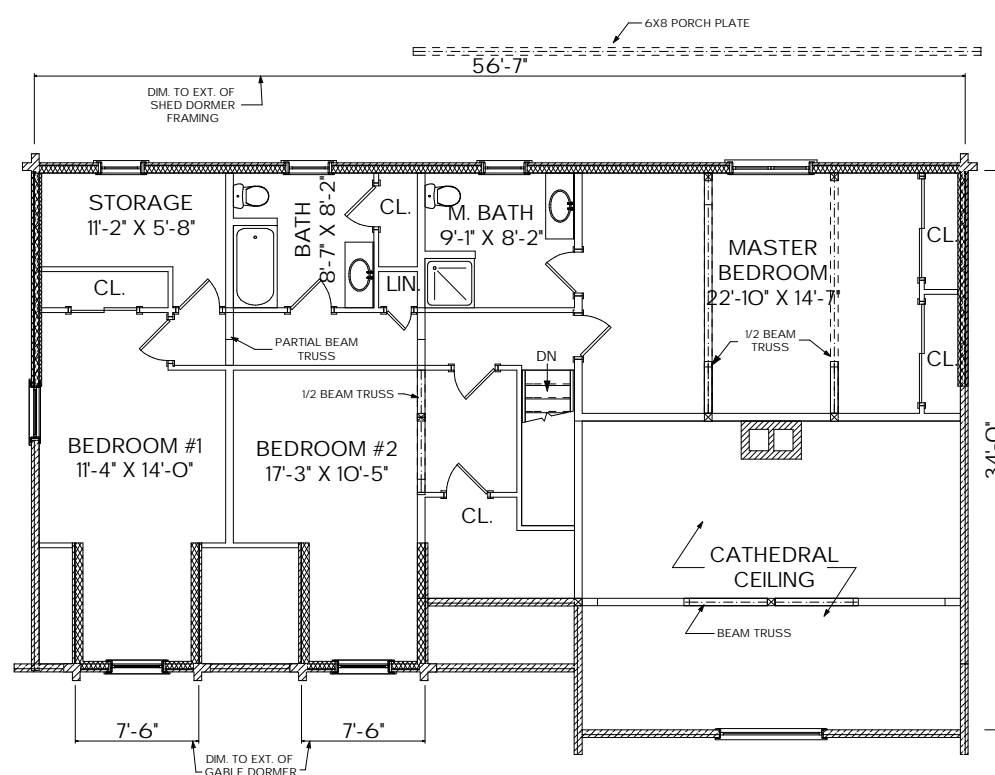 6X8 PORCH PLATE
56'-7"
DIM. TO EXT. OF
SHED DORMER
FRAMING
STORAGE
11'-2" X 5'-8"
BATH
8'-7" X 8'-2"
CL.
M. BATH
9'-1" X 8'-2"
MASTER
BEDROOM
22'-10" X 14'-7"
CL.
CL.
LIN.
PARTIAL BEAM
TRUSS
1/2 BEAM
TRUSS
DN
CL.
1/2 BEAM TRUSS
BEDROOM #1
11'-4" X 14'-0"
BEDROOM #2
17'-3" X 10'-5"
34'-0"
CL.
CATHEDRAL
CEILING
BEAM TRUSS
7'-6"
7'-6"
DIM. TO EXT. OF
GABLE DORMER